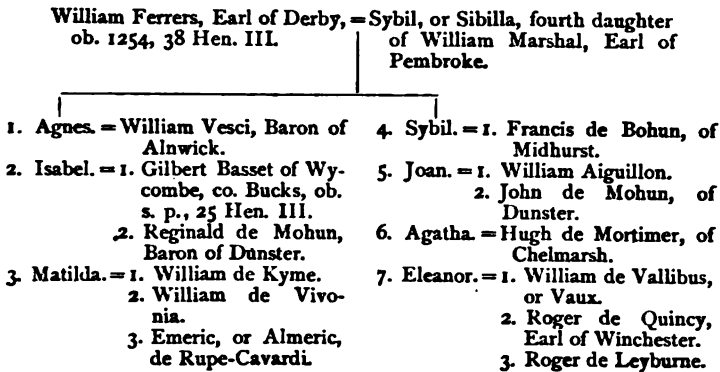 William Ferrers, Earl of Derby, = Sybil, or Sibilla, fourth daughter
ob. 1254, 38 Hen. III. of William Marshal, Earl of
Pembroke.
1. Agnes. = William Vesci, Baron of
Alnwick.
2. Isabel. = 1. Gilbert Basset of Wy-
combe, co. Bucks, ob.
s. p., 25 Hen. III.
2. Reginald de Mohun,
Baron of Dunster.
3. Matilda. = 1. William de Kyme.
2. William de Vivo-
nia.
3. Emeric, or Almeric,
de Rupe-Cavardi.
4. Sybil. = 1. Francis de Bohun, of
Midhurst.
5. Joan. = 1. William Aiguillon.
2. John de Mohun, of
Dunster.
6. Agatha. = Hugh de Mortimer, of
Chelmarsh.
7. Eleanor. = 1. William de Vallibus,
or Vaux.
2. Roger de Quincy,
Earl of Winchester.
3. Roger de Leyburne.